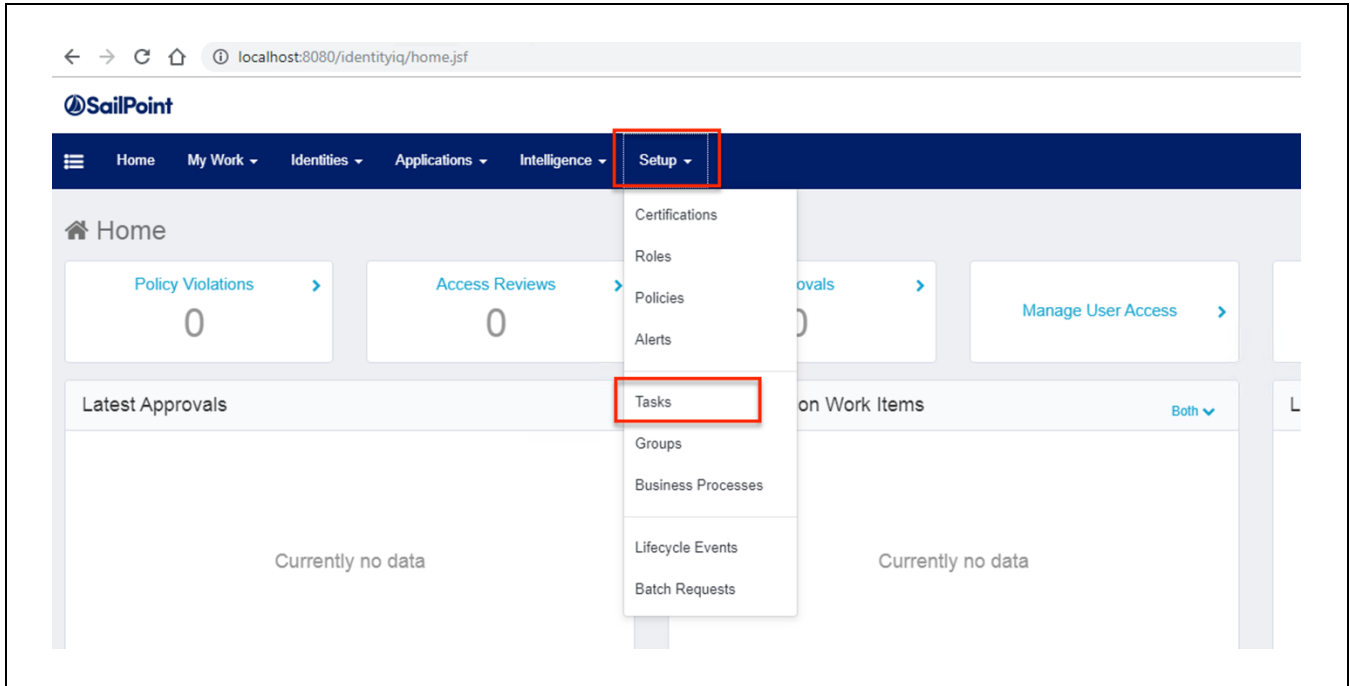 localhost:8080/identityiq/home.jsf
SailPoint
Home My Work Identities Applications Intelligence Setup
Certifications
Roles
Policies
Alerts
Tasks
Groups
Business Processes
Lifecycle Events
Batch Requests
Home
Policy Violations
0
Access Reviews
0
ovals
Manage User Access
Latest Approvals
on Work Items
Both
L
Currently no data
Currently no data